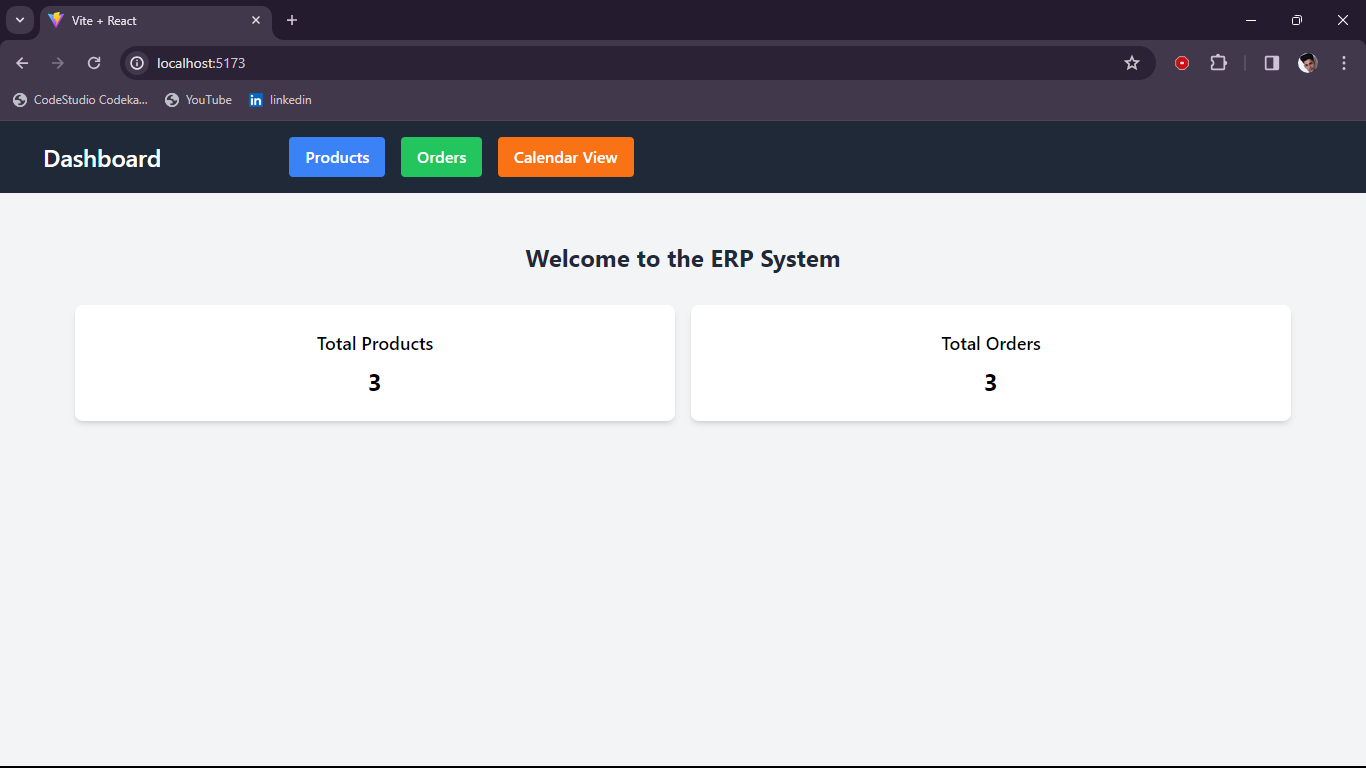 Vite + React
localhost:5173
CodeStudio Codeka... YouTube in linkedin
Dashboard Products Orders Calendar View
Welcome to the ERP System
Total Products Total Orders
3 3